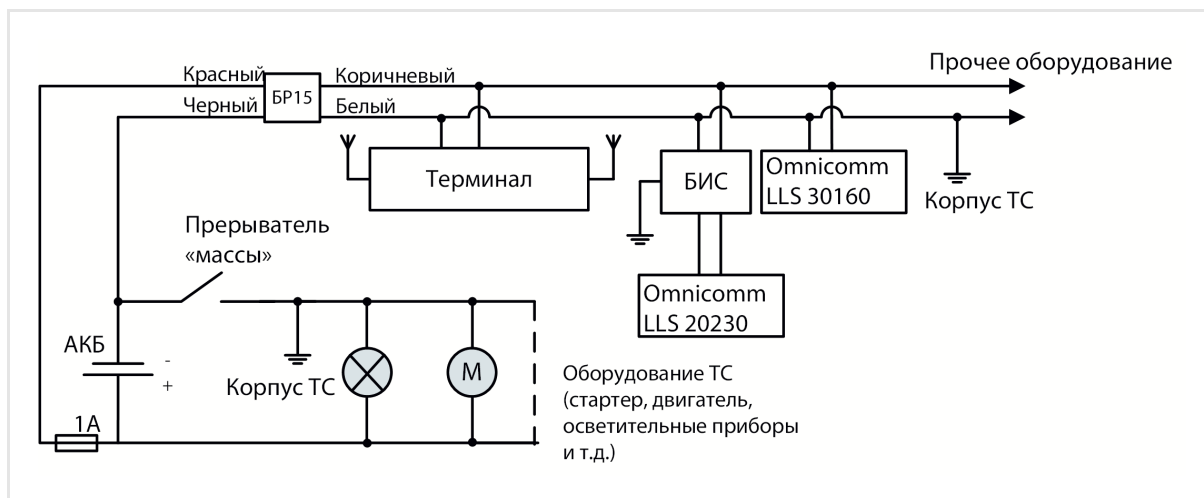 Прочее оборудование
Красный
Коричневый
БР15
Черный
Белый
Терминал
БИС
Omnicomm
LLS 30160
Корпус ТС
Прерыватель
«массы»
Omnicomm
LLS 20230
АКБ
-
+
Корпус ТС
М
Оборудование ТС
(стартер, двигатель,
осветительные приборы
и т.д.)
1А